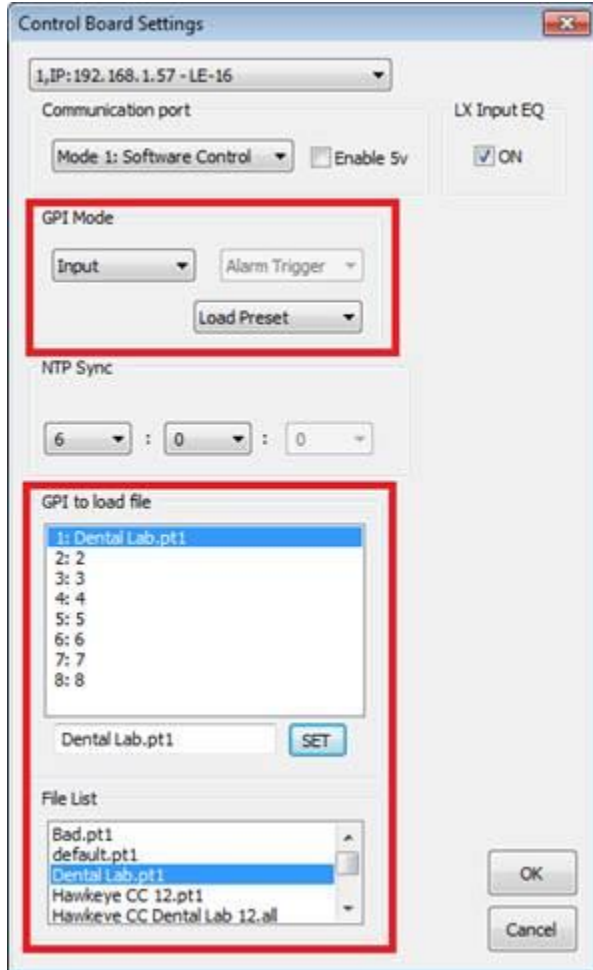 Control Board Settings
1,IP:192.168.1.57 - LE-16
Communication port
LX Input EQ
Mode 1: Software Control
Enable 5v
ON
GPI Mode
Input
Alarm Trigger
Load Preset
NTP Sync
6 : 0 : 0
GPI to load file
1: Dental Lab.pt1
2: 2
3: 3
4: 4
5: 5
6: 6
7: 7
8: 8
Dental Lab.pt1
SET
File List
Bad.pt1
default.pt1
Dental Lab.pt1
Hawkeye CC 12.pt1
Hawkeye CC Dental Lab 12.all
OK
Cancel